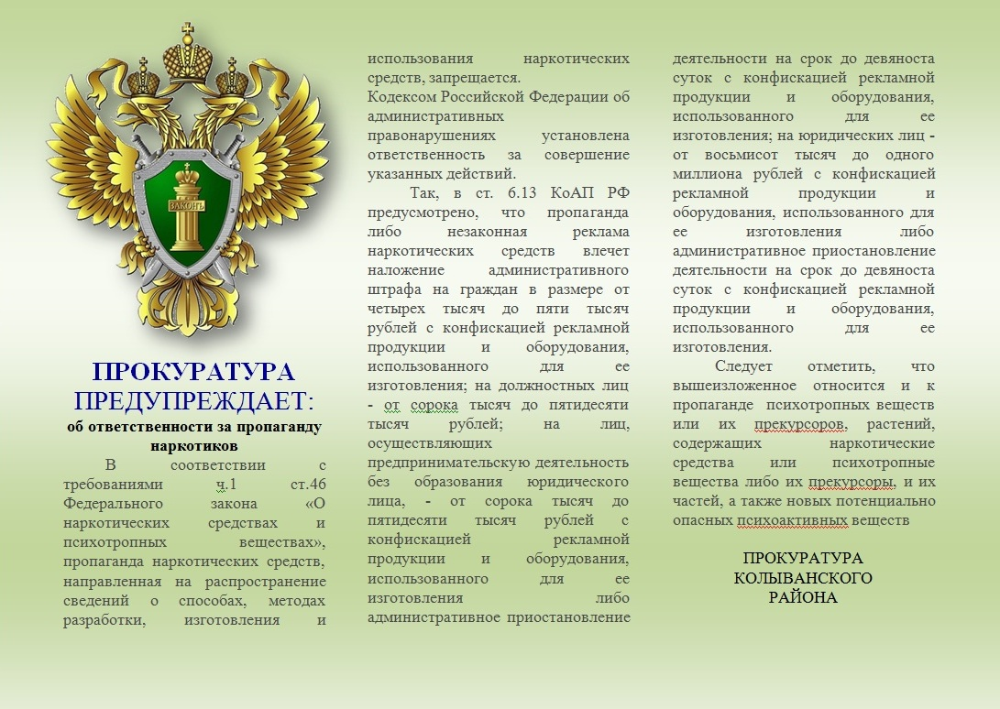 ЗАКОНЪ
ПРОКУРАТУРА
ПРЕДУПРЕЖДАЕТ:
об ответственности за пропаганду
наркотиков
В соответствии с
требованиями ч.1 ст.46
Федерального закона «О
наркотических средствах и
психотропных веществах»,
пропаганда наркотических средств,
направленная на распространение
сведений о способах, методах
разработки, изготовления и
использования наркотических
средств, запрещается.
Кодексом Российской Федерации об
административных
правонарушениях установлена
ответственность за совершение
указанных действий.
Так, в ст. 6.13 КоАП РФ
предусмотрено, что пропаганда
либо незаконная реклама
наркотических средств влечет
наложение административного
штрафа на граждан в размере от
четырех тысяч до пяти тысяч
рублей с конфискацией рекламной
продукции и оборудования,
использованного для ее
изготовления; на должностных лиц
- от сорока тысяч до пятидесяти
тысяч рублей; на лиц,
осуществляющих
предпринимательскую деятельность
без образования юридического
лица, - от сорока тысяч до
пятидесяти тысяч рублей с
конфискацией рекламной
продукции и оборудования,
использованного для ее
изготовления либо
административное приостановление
деятельности на срок до девяноста
суток с конфискацией рекламной
продукции и оборудования,
использованного для ее
изготовления; на юридических лиц -
от восьмисот тысяч до одного
миллиона рублей с конфискацией
рекламной продукции и
оборудования, использованного для
ее изготовления либо
административное приостановление
деятельности на срок до девяноста
суток с конфискацией рекламной
продукции и оборудования,
использованного для ее
изготовления.
Следует отметить, что
вышеизложенное относится и к
пропаганде психотропных веществ
или их прекурсоров, растений,
содержащих наркотические
средства или психотропные
вещества либо их прекурсоры, и их
частей, а также новых потенциально
опасных психоактивных веществ
ПРОКУРАТУРА
КОЛЫВАНСКОГО
РАЙОНА